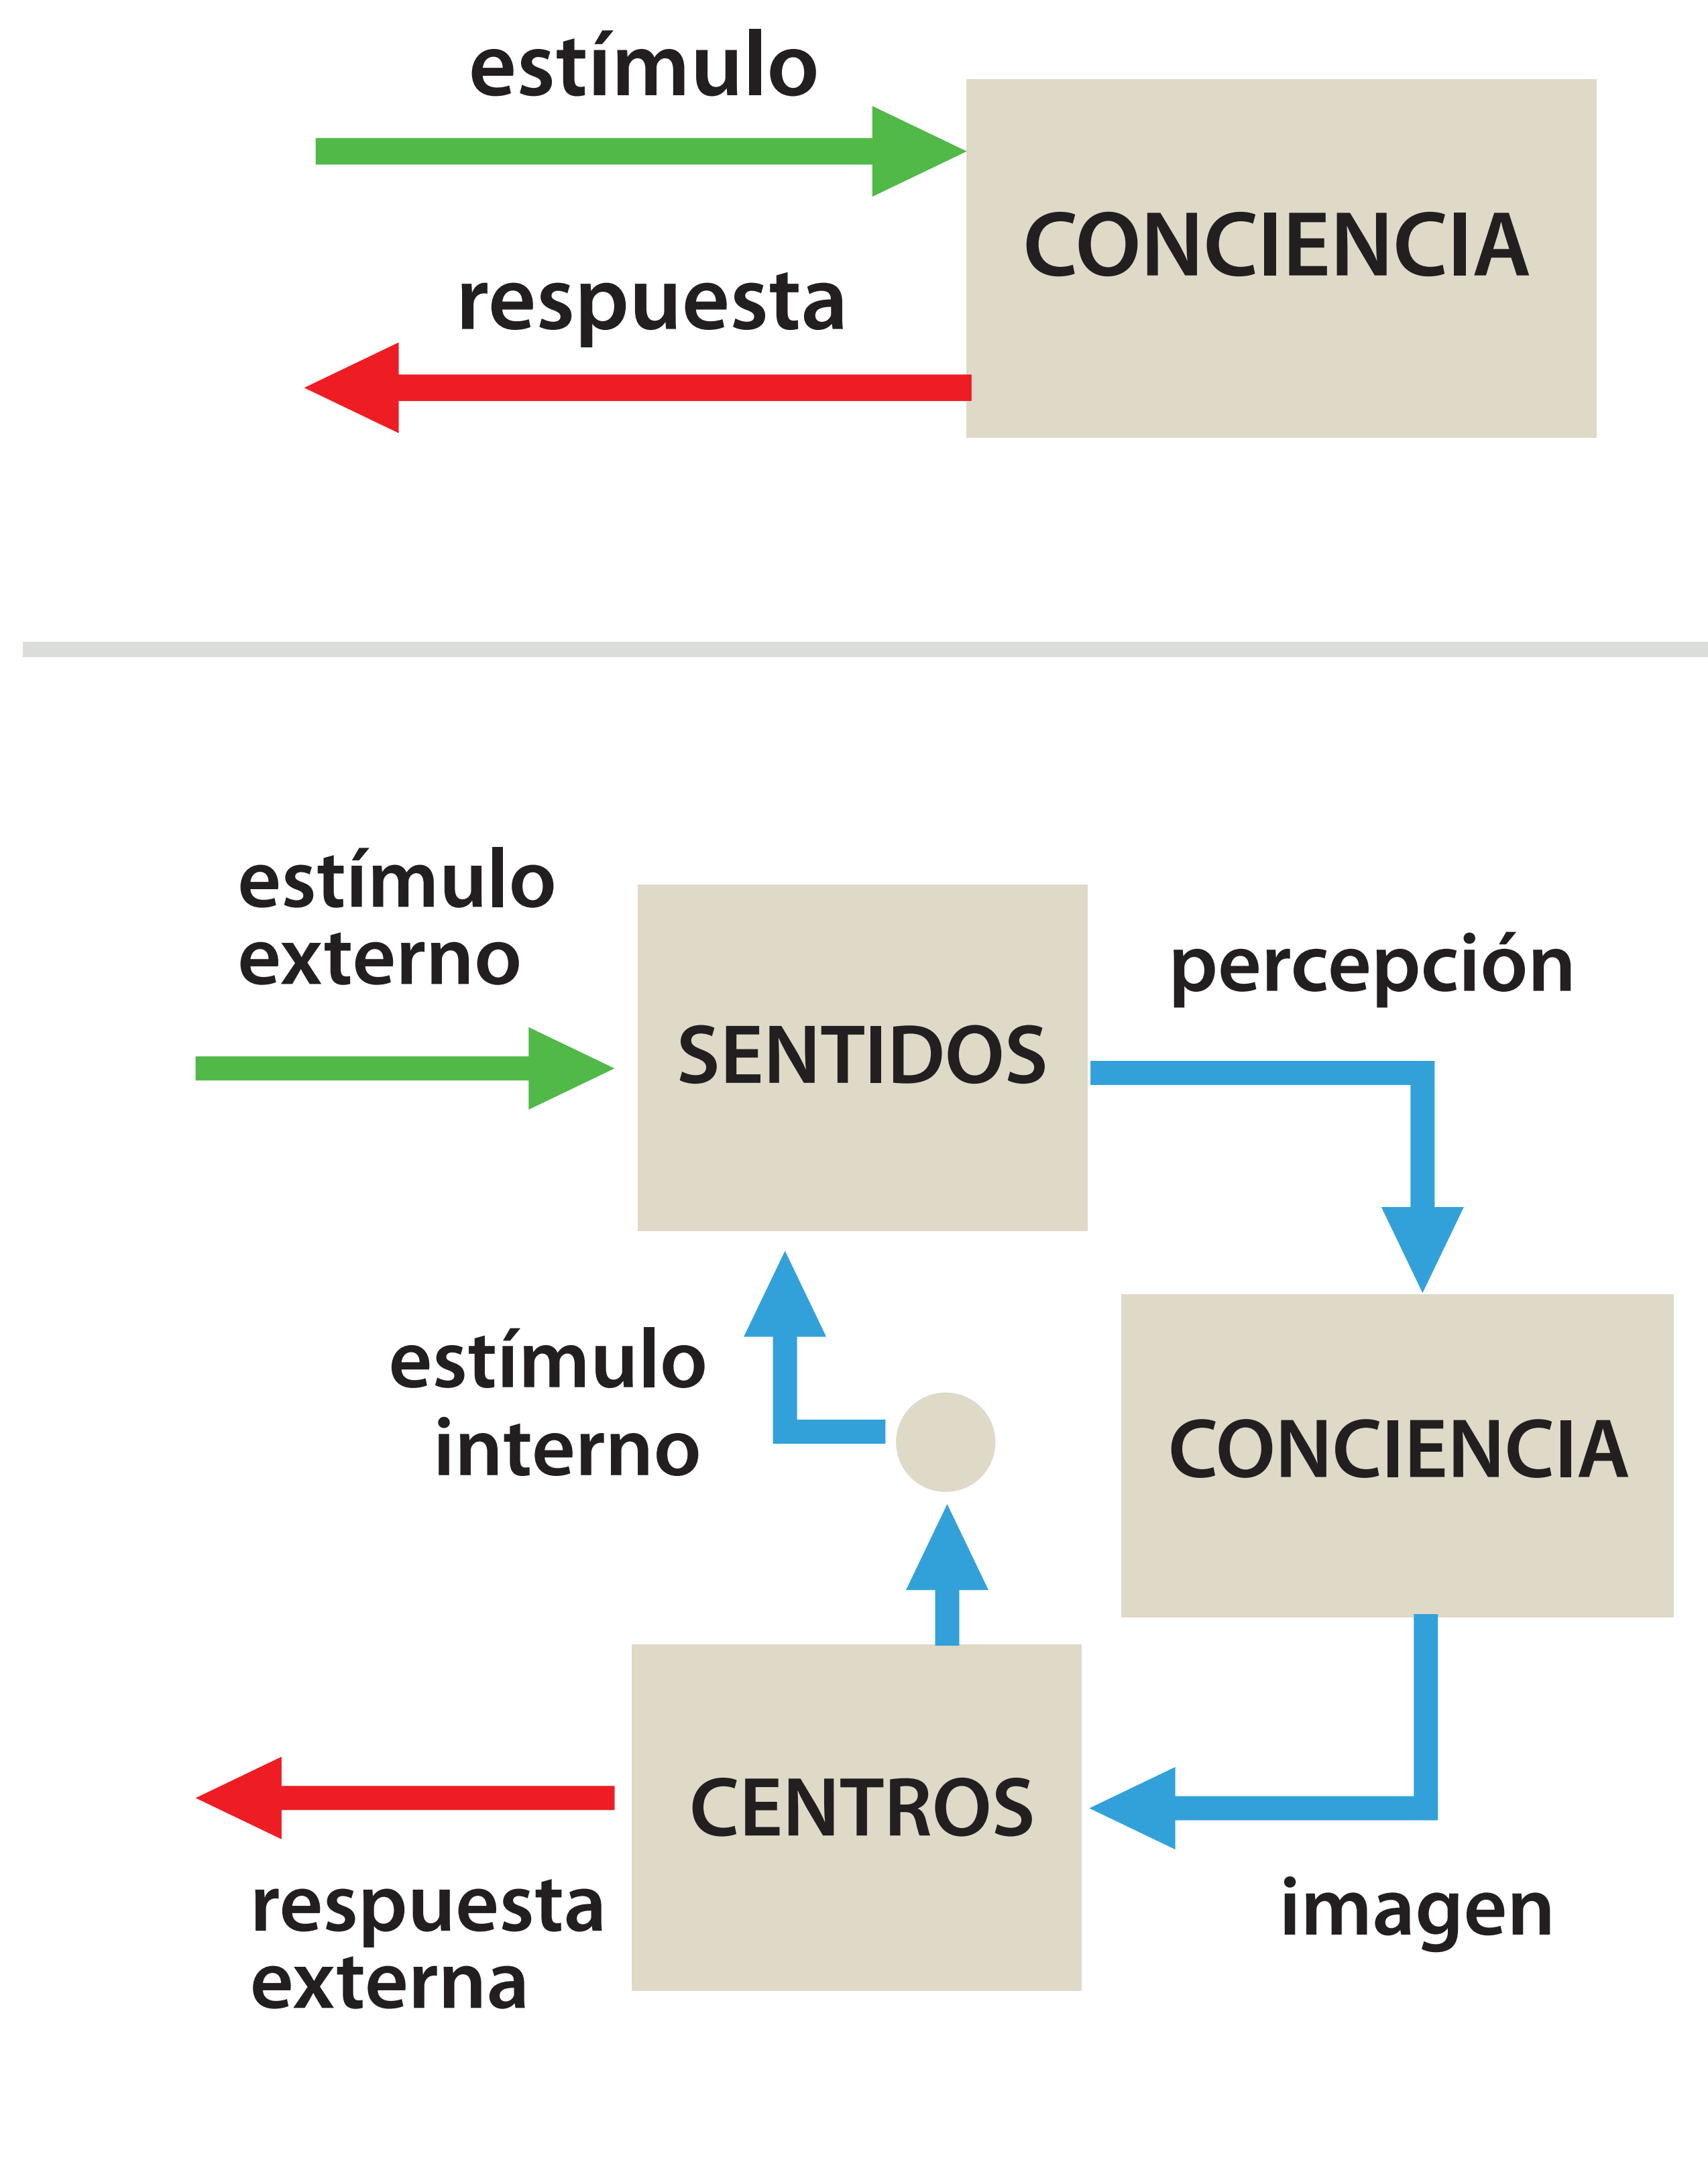 estímulo
CONCIENCIA
respuesta
estímulo
externo
SENTIDOS
percepción
estímulo
interno
CONCIENCIA
CENTROS
respuesta
externa
imagen